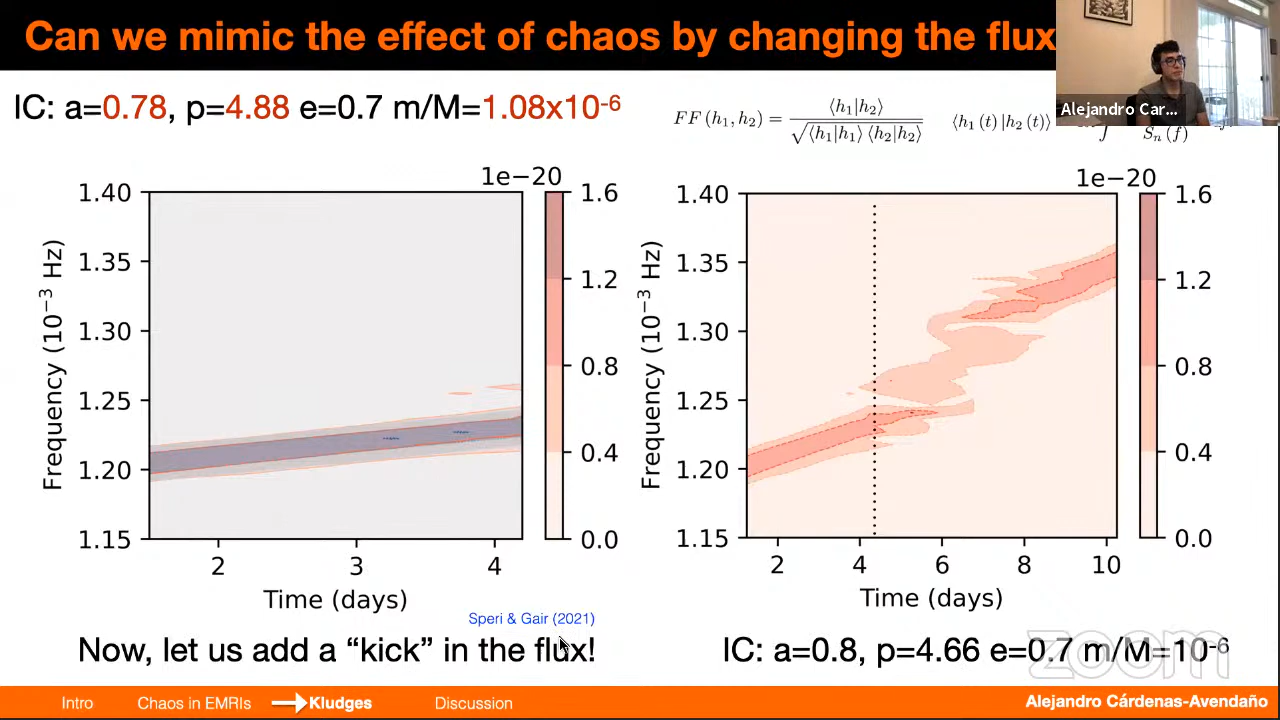 Can we mimic the effect of chaos by changing the flux
Alejandro Car...
IC: a=0.78, p=4.88 e=0.7 m/M=1.08x10-6
FF (h1, h2) = ⟨h1|h2⟩ / √⟨h1|h1⟩ ⟨h2|h2⟩
⟨h1 (t) |h2 (t)⟩
Sn (f)
1e−20
1.40
1.35
1.30
1.25
1.20
1.15
Frequency (10−3 Hz)
2
3
4
Time (days)
1.6
1.2
0.8
0.4
0.0
1e−20
1.40
1.35
1.30
1.25
1.20
1.15
Frequency (10−3 Hz)
2
4
6
8
10
Time (days)
1.6
1.2
0.8
0.4
0.0
Speri & Gair (2021)
Now, let us add a “kick” in the flux!
IC: a=0.8, p=4.66 e=0.7 m/M=10-6
zoom
Intro Chaos in EMRIs Kludges Discussion Alejandro Cárdenas-Avendaño